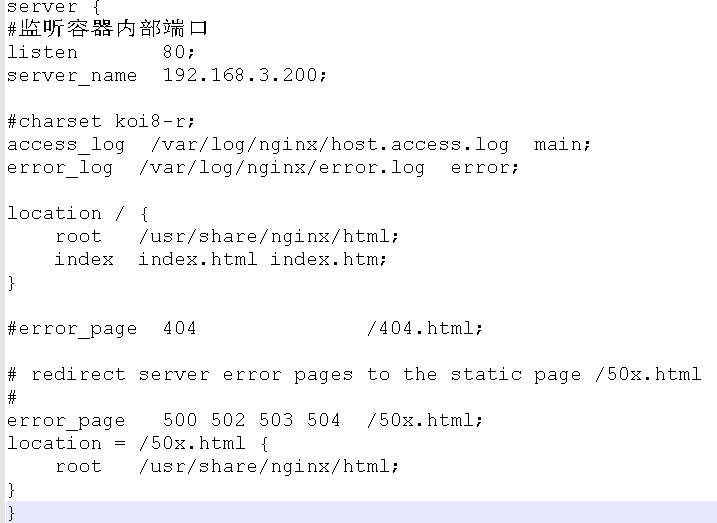 server {
#监听容器内部端口
listen       80;
server_name  192.168.3.200;
#charset koi8-r;
access_log  /var/log/nginx/host.access.log  main;
error_log  /var/log/nginx/error.log  error;
location / {
    root   /usr/share/nginx/html;
    index  index.html index.htm;
}
#error_page  404              /404.html;
# redirect server error pages to the static page /50x.html
#
error_page   500 502 503 504  /50x.html;
location = /50x.html {
    root   /usr/share/nginx/html;
}
}